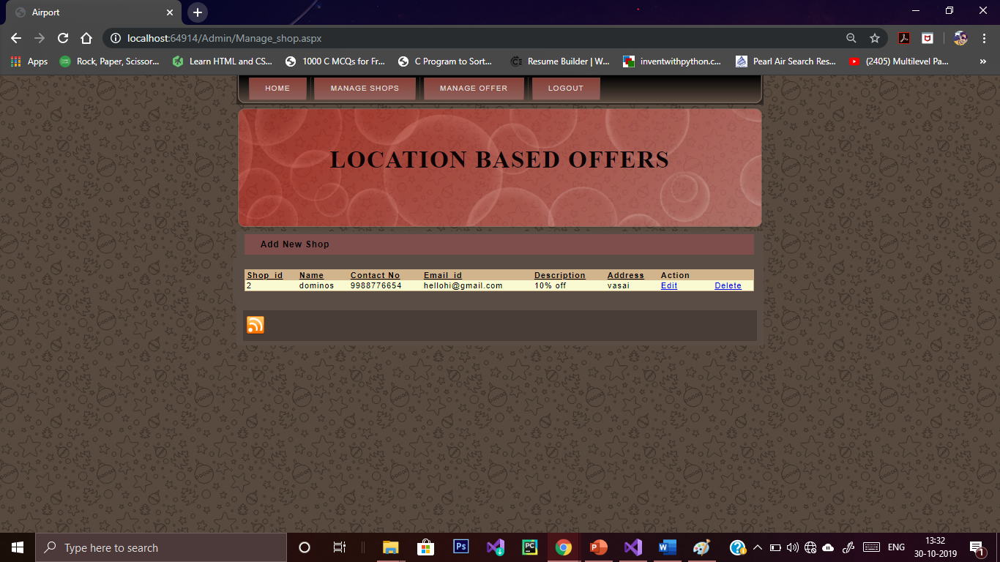 Airport
localhost:64914/Admin/Manage_shop.aspx
Apps Rock, Paper, Scissor... Learn HTML and CS... 1000 C MCQs for Fr... C Program to Sort... Resume Builder | W... inventwithpython.c... Pearl Air Search Res... (2405) Multilevel Pa... »
HOME MANAGE SHOPS MANAGE OFFER LOGOUT
LOCATION BASED OFFERS
Add New Shop
Shop_id Name Contact No Email_id Description Address Action
2 dominos 9988776654 hellohi@gmail.com 10% off vasai Edit Delete
Type here to search
Ps
PC
P
W
ENG
13:32
30-10-2019
1